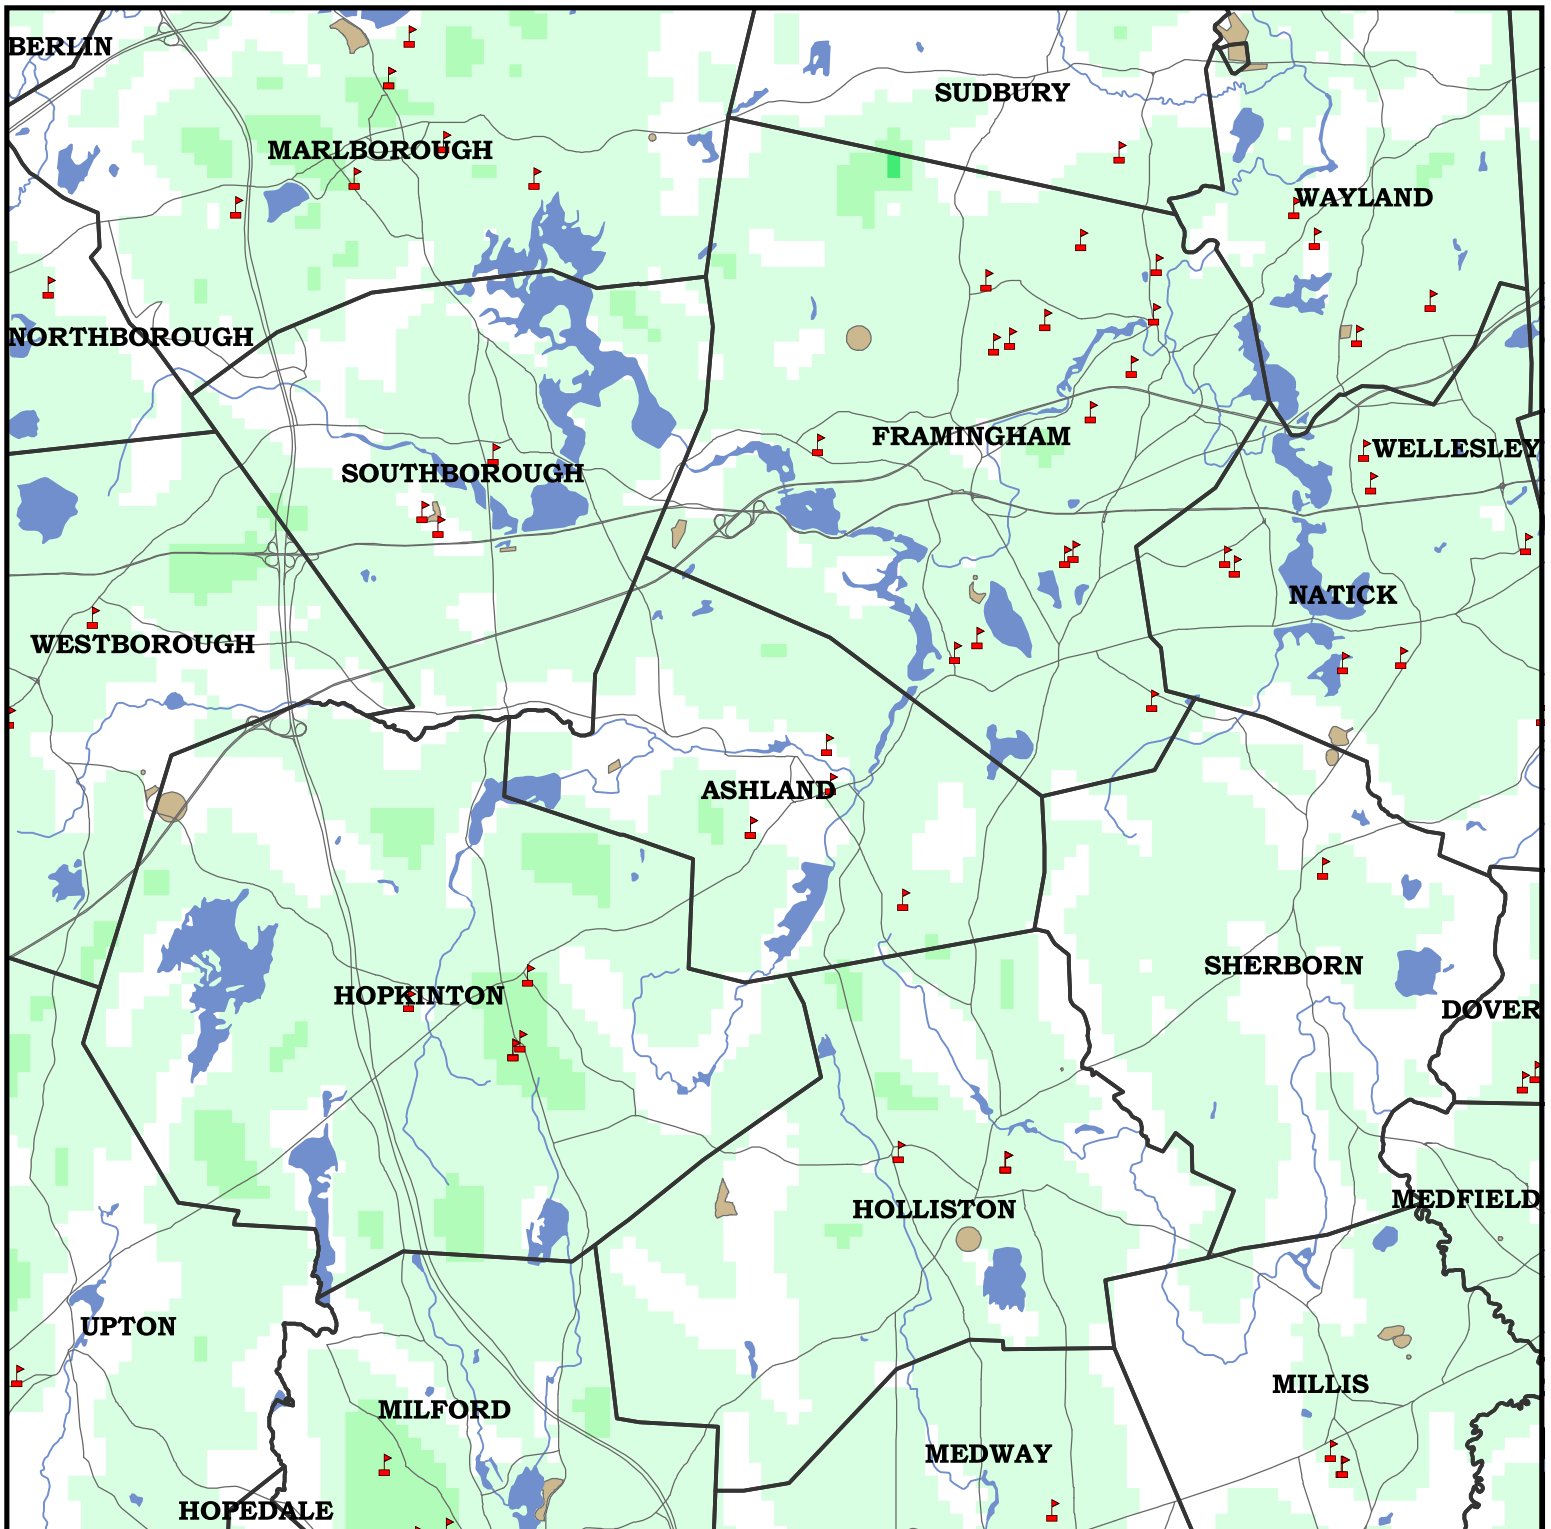 BERLIN
SUDBURY
MARLBOROUGH
WAYLAND
NORTHBOROUGH
FRAMINGHAM
WELLESLEY
SOUTHBOROUGH
NATICK
WESTBOROUGH
ASHLAND
SHERBORN
HOPKINTON
DOVER
MEDFIELD
HOLLISTON
UPTON
MILLIS
MILFORD
MEDWAY
HOPEDALE